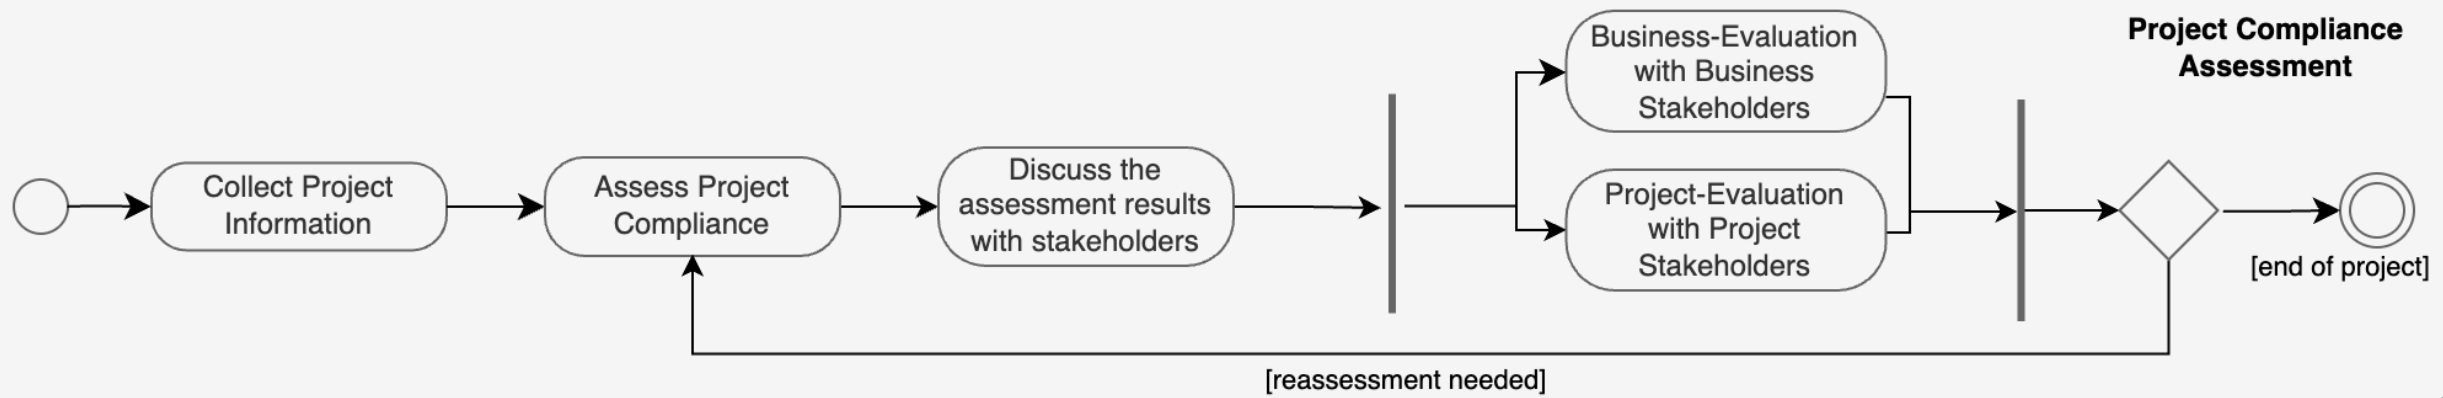 Collect Project
Information
Assess Project
Compliance
Discuss the
assessment results
with stakeholders
Business-Evaluation
with Business
Stakeholders
Project-Evaluation
with Project
Stakeholders
Project Compliance
Assessment
[end of project]
[reassessment needed]